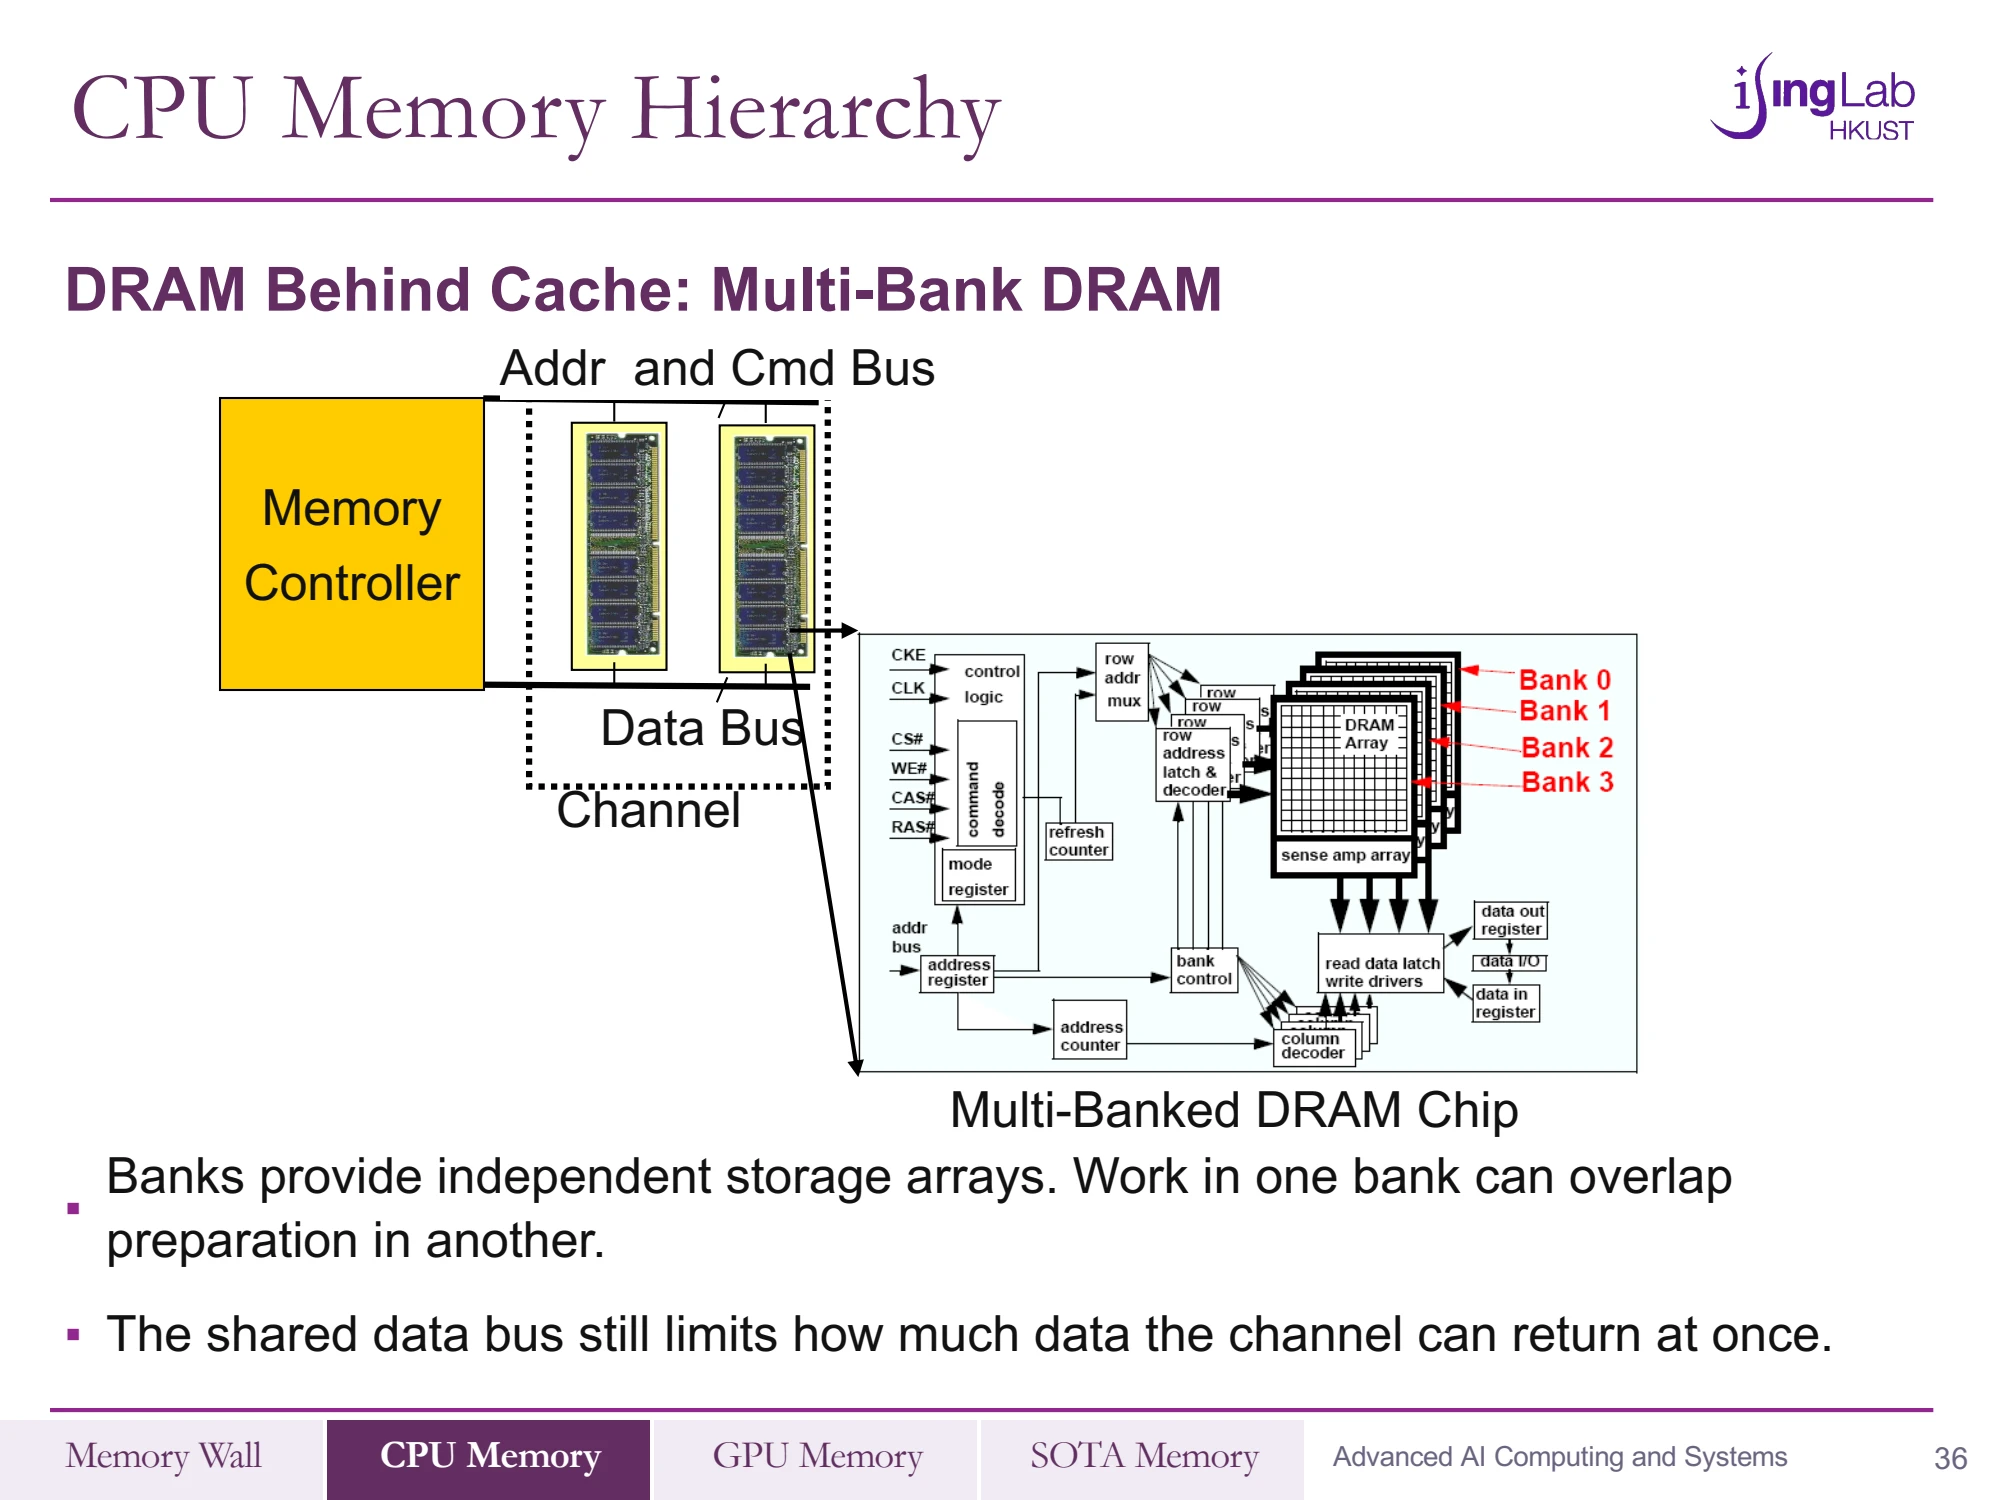 CPU Memory Hierarchy
isingLab
HKUST
DRAM Behind Cache: Multi-Bank DRAM
Addr and Cmd Bus
Memory
Controller
Data Bus
Channel
CKE
CLK
CS#
WE#
CAS#
RAS#
control
logic
command
decode
mode
register
addr
bus
address
register
refresh
counter
row
addr
mux
row
row
row
row
address
latch &
decoder
bank
control
address
counter
column
decoder
DRAM
Array
sense amp array
Bank 0
Bank 1
Bank 2
Bank 3
read data latch
write drivers
data out
register
data I/O
data in
register
Multi-Banked DRAM Chip
▪ Banks provide independent storage arrays. Work in one bank can overlap
preparation in another.
▪ The shared data bus still limits how much data the channel can return at once.
Memory Wall
CPU Memory
GPU Memory
SOTA Memory
Advanced AI Computing and Systems
36